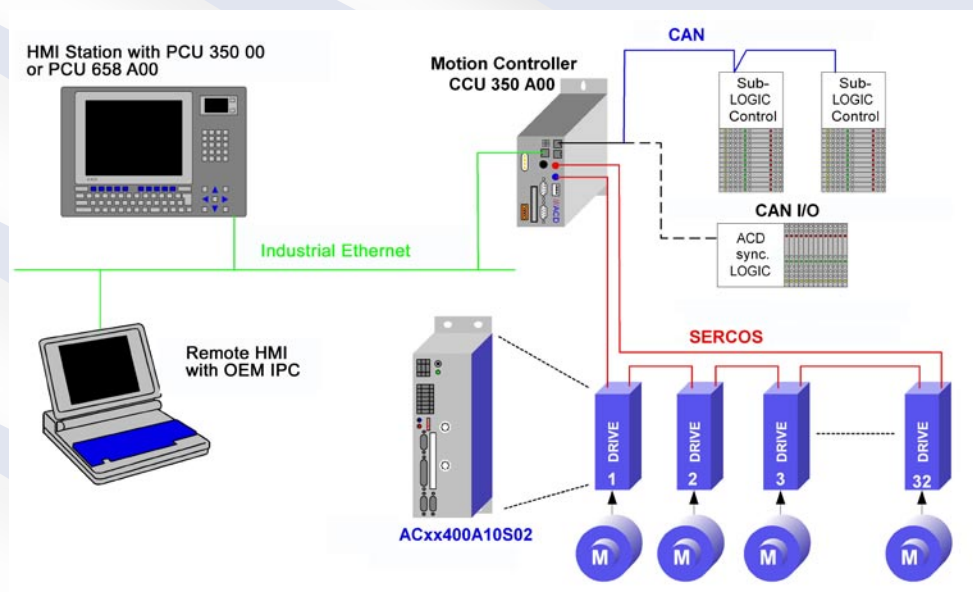 HMI Station with PCU 350 00
or PCU 658 A00
Motion Controller
CCU 350 A00
CAN
Sub-
LOGIC
Control
Sub-
LOGIC
Control
ACD
CAN I/O
ACD
sync.
LOGIC
Industrial Ethernet
Remote HMI
with OEM IPC
SERCOS
DRIVE
1
DRIVE
2
DRIVE
3
DRIVE
32
ACxx400A10S02
M
M
M
M